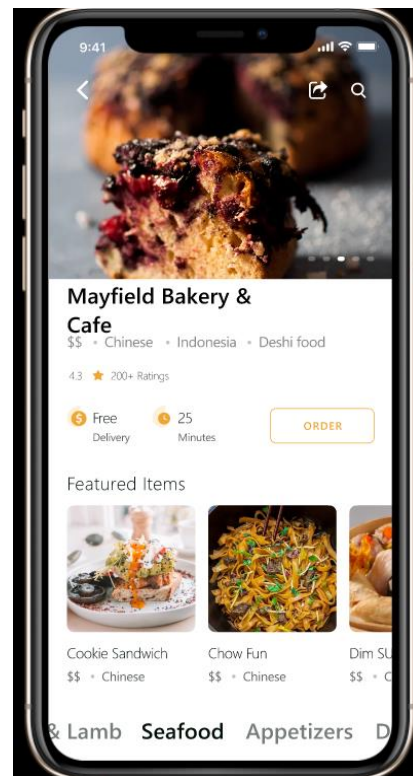 9:41
Mayfield Bakery &
Cafe
$$ • Chinese • Indonesia • Deshi food
4.3 200+ Ratings
Free
Delivery
25
Minutes
ORDER
Featured Items
Cookie Sandwich
$$ • Chinese
Chow Fun
$$ • Chinese
Dim SU
$$ • C
& Lamb Seafood Appetizers D